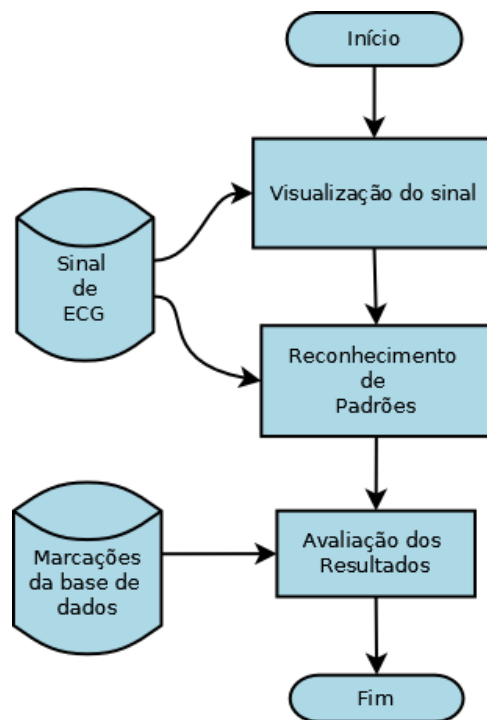 Início
Visualização do sinal
Sinal
de
ECG
Reconhecimento
de
Padrões
Avaliação dos
Resultados
Marcações
da base de
dados
Fim